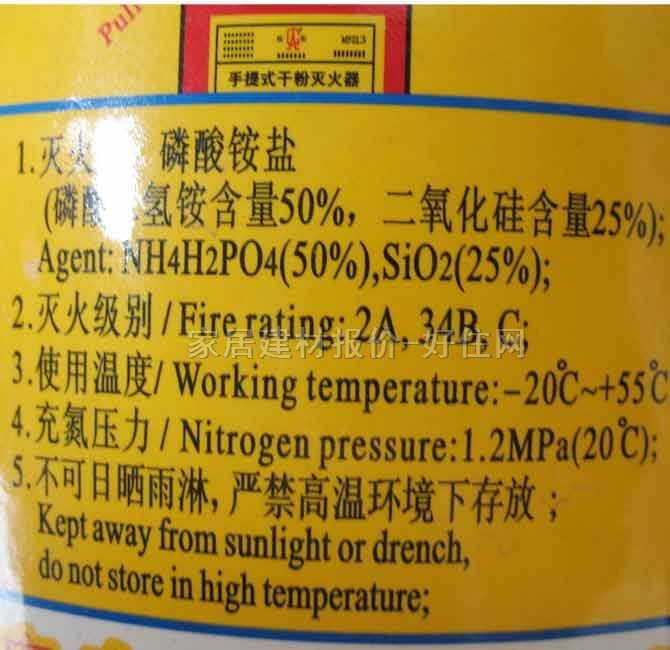 Pull
MFZL3
手提式干粉灭火器
1.灭火 磷酸铵盐
(磷酸 氢铵含量50%, 二氧化硅含量25%),
Agent: NH4H2PO4(50%),SiO2(25%);
2.灭火级别/Fire rating: 2A, 34B, C;
家居建材报价-好住网
3.使用温度/Working temperature:-20℃~+55℃
4.充氮压力/Nitrogen pressure:1.2MPa(20℃);
5.不可日晒雨淋,严禁高温环境下存放;
Kept away from sunlight or drench,
do not store in high temperature;